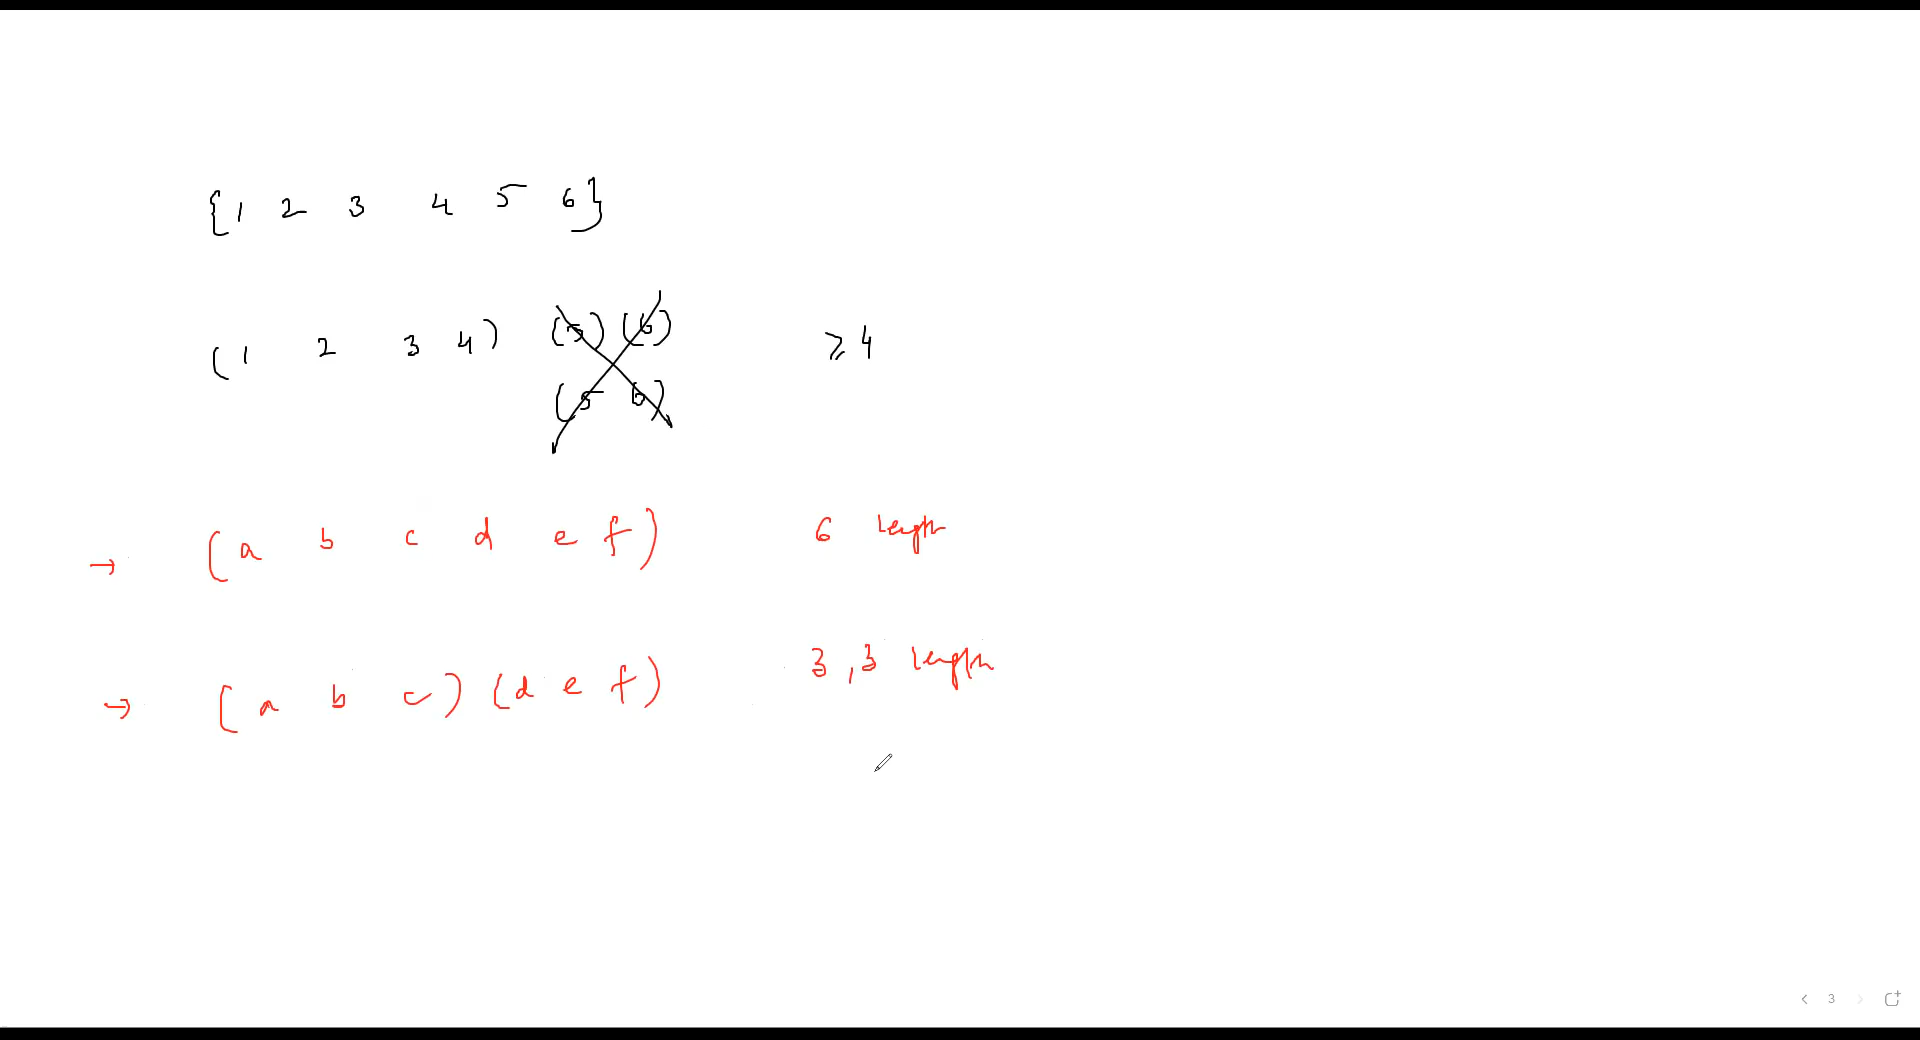 {1 2 3 4 5 6}
(1 2 3 4) (5) (6) ≥ 4
(5 6)
→ (a b c d e f) 6 length
→ (a b c) (d e f) 3, 3 length
3